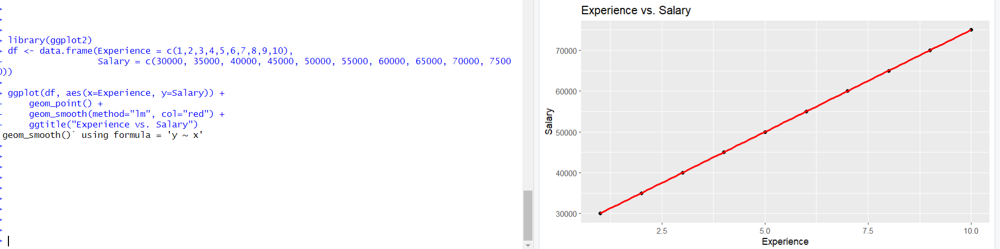 >
>
>
> library(ggplot2)
> df <- data.frame(Experience = c(1,2,3,4,5,6,7,8,9,10),
+ Salary = c(30000, 35000, 40000, 45000, 50000, 55000, 60000, 65000, 70000, 7500
0))
>
> ggplot(df, aes(x=Experience, y=Salary)) +
+ geom_point() +
+ geom_smooth(method="lm", col="red") +
+ ggtitle("Experience vs. Salary")
geom_smooth()` using formula = 'y ~ x'
>
>
>
>
>
>
>
>
>
>
Experience vs. Salary
Salary
70000
60000
50000
40000
30000
2.5 5.0 7.5 10.0
Experience